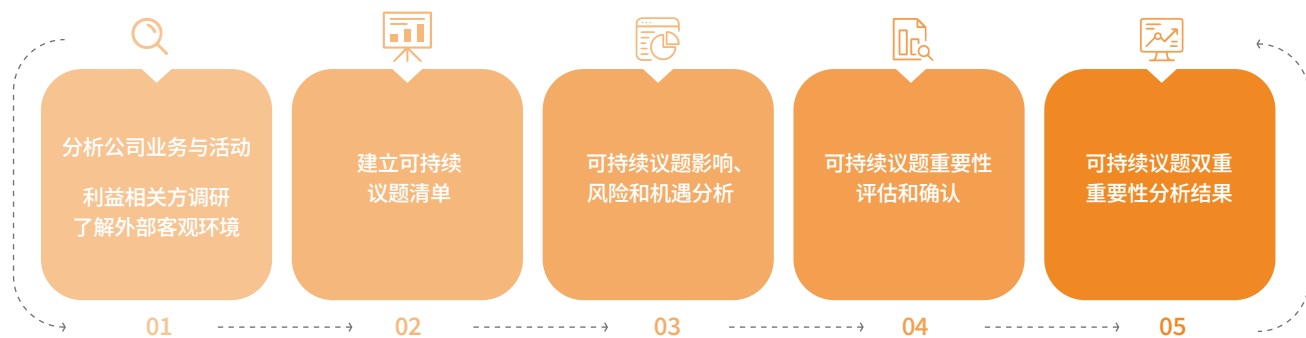 分析公司业务与活动
利益相关方调研
了解外部客观环境
建立可持续
议题清单
可持续议题影响、
风险和机遇分析
可持续议题重要性
评估和确认
可持续议题双重
重要性分析结果
01
02
03
04
05